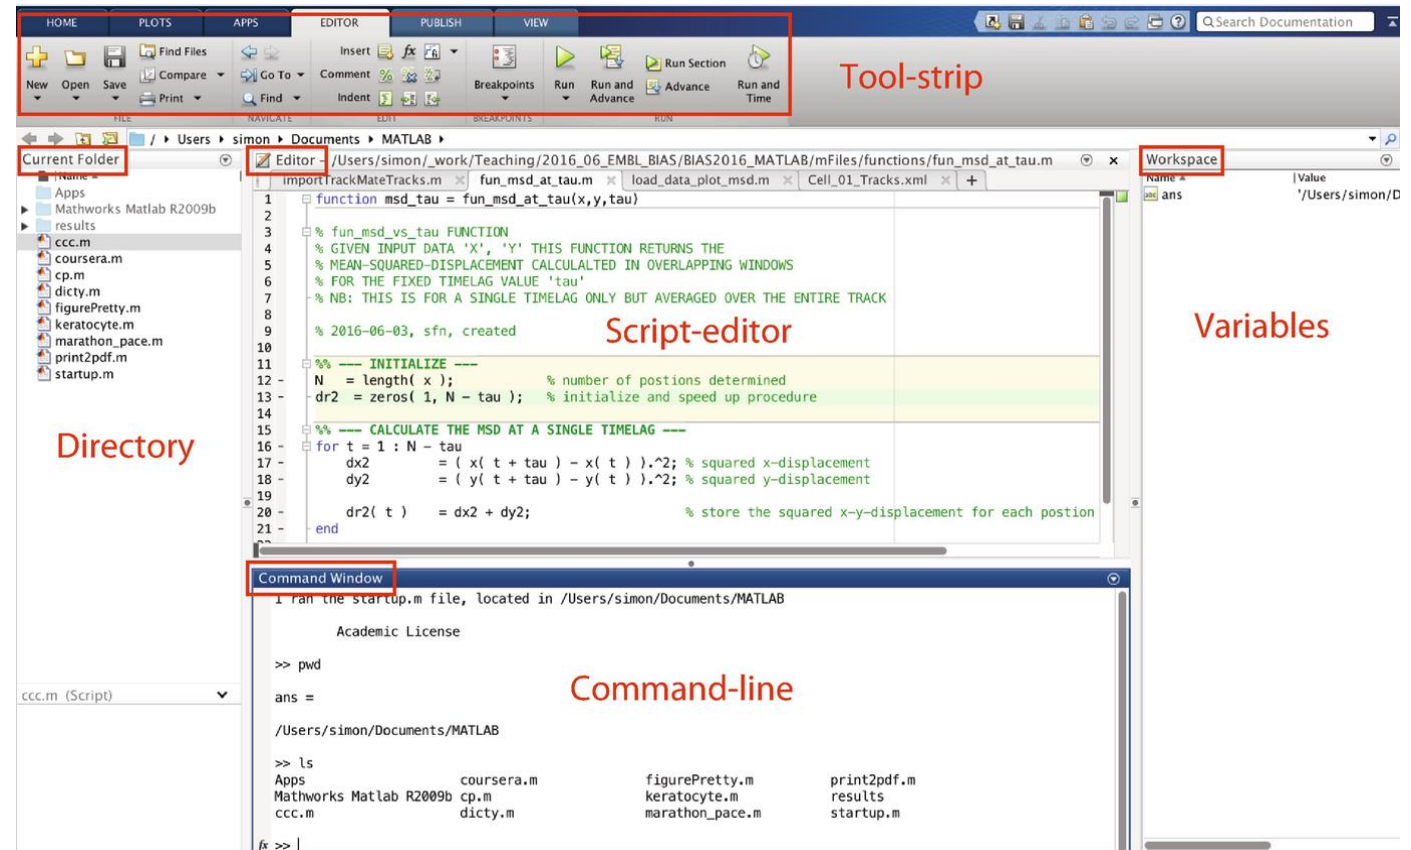 HOME PLOTS APPS EDITOR PUBLISH VIEW
Search Documentation
New Open Save
Find Files
Compare
Print
FILE
Go To
Find
NAVIGATE
Insert fx
Comment
Indent
EDIT
Breakpoints
BREAKPOINTS
Run
Run and Advance
Run Section
Advance
Run and Time
RUN
Tool-strip
/ Users simon Documents MATLAB
Current Folder
Name
Apps
Mathworks Matlab R2009b
results
ccc.m
coursera.m
cp.m
dicty.m
figurePretty.m
keratocyte.m
marathon_pace.m
print2pdf.m
startup.m
Directory
ccc.m (Script)
Editor - /Users/simon/_work/Teaching/2016_06_EMBL_BIAS/BIAS2016_MATLAB/mFiles/functions/fun_msd_at_tau.m
importTrackMateTracks.m fun_msd_at_tau.m load_data_plot_msd.m Cell_01_Tracks.xml +
1 function msd_tau = fun_msd_at_tau(x,y,tau)
2
3 % fun_msd_vs_tau FUNCTION
4 % GIVEN INPUT DATA 'X', 'Y' THIS FUNCTION RETURNS THE
5 % MEAN-SQUARED-DISPLACEMENT CALCULALTED IN OVERLAPPING WINDOWS
6 % FOR THE FIXED TIMELAG VALUE 'tau'
7 % NB: THIS IS FOR A SINGLE TIMELAG ONLY BUT AVERAGED OVER THE ENTIRE TRACK
8
9 % 2016-06-03, sfn, created
10
11 %% --- INITIALIZE ---
12 - N = length( x ); % number of postions determined
13 - dr2 = zeros( 1, N - tau ); % initialize and speed up procedure
14
15 %% --- CALCULATE THE MSD AT A SINGLE TIMELAG ---
16 - for t = 1 : N - tau
17 - dx2 = ( x( t + tau ) - x( t ) ).^2; % squared x-displacement
18 - dy2 = ( y( t + tau ) - y( t ) ).^2; % squared y-displacement
19
20 - dr2( t ) = dx2 + dy2; % store the squared x-y-displacement for each postion
21 - end
Script-editor
Command Window
I ran the startup.m file, located in /Users/simon/Documents/MATLAB
Academic License
>> pwd
ans =
/Users/simon/Documents/MATLAB
>> ls
Apps coursera.m figurePretty.m print2pdf.m
Mathworks Matlab R2009b cp.m keratocyte.m results
ccc.m dicty.m marathon_pace.m startup.m
fx >>
Command-line
Workspace
Name Value
abc ans '/Users/simon/D
Variables